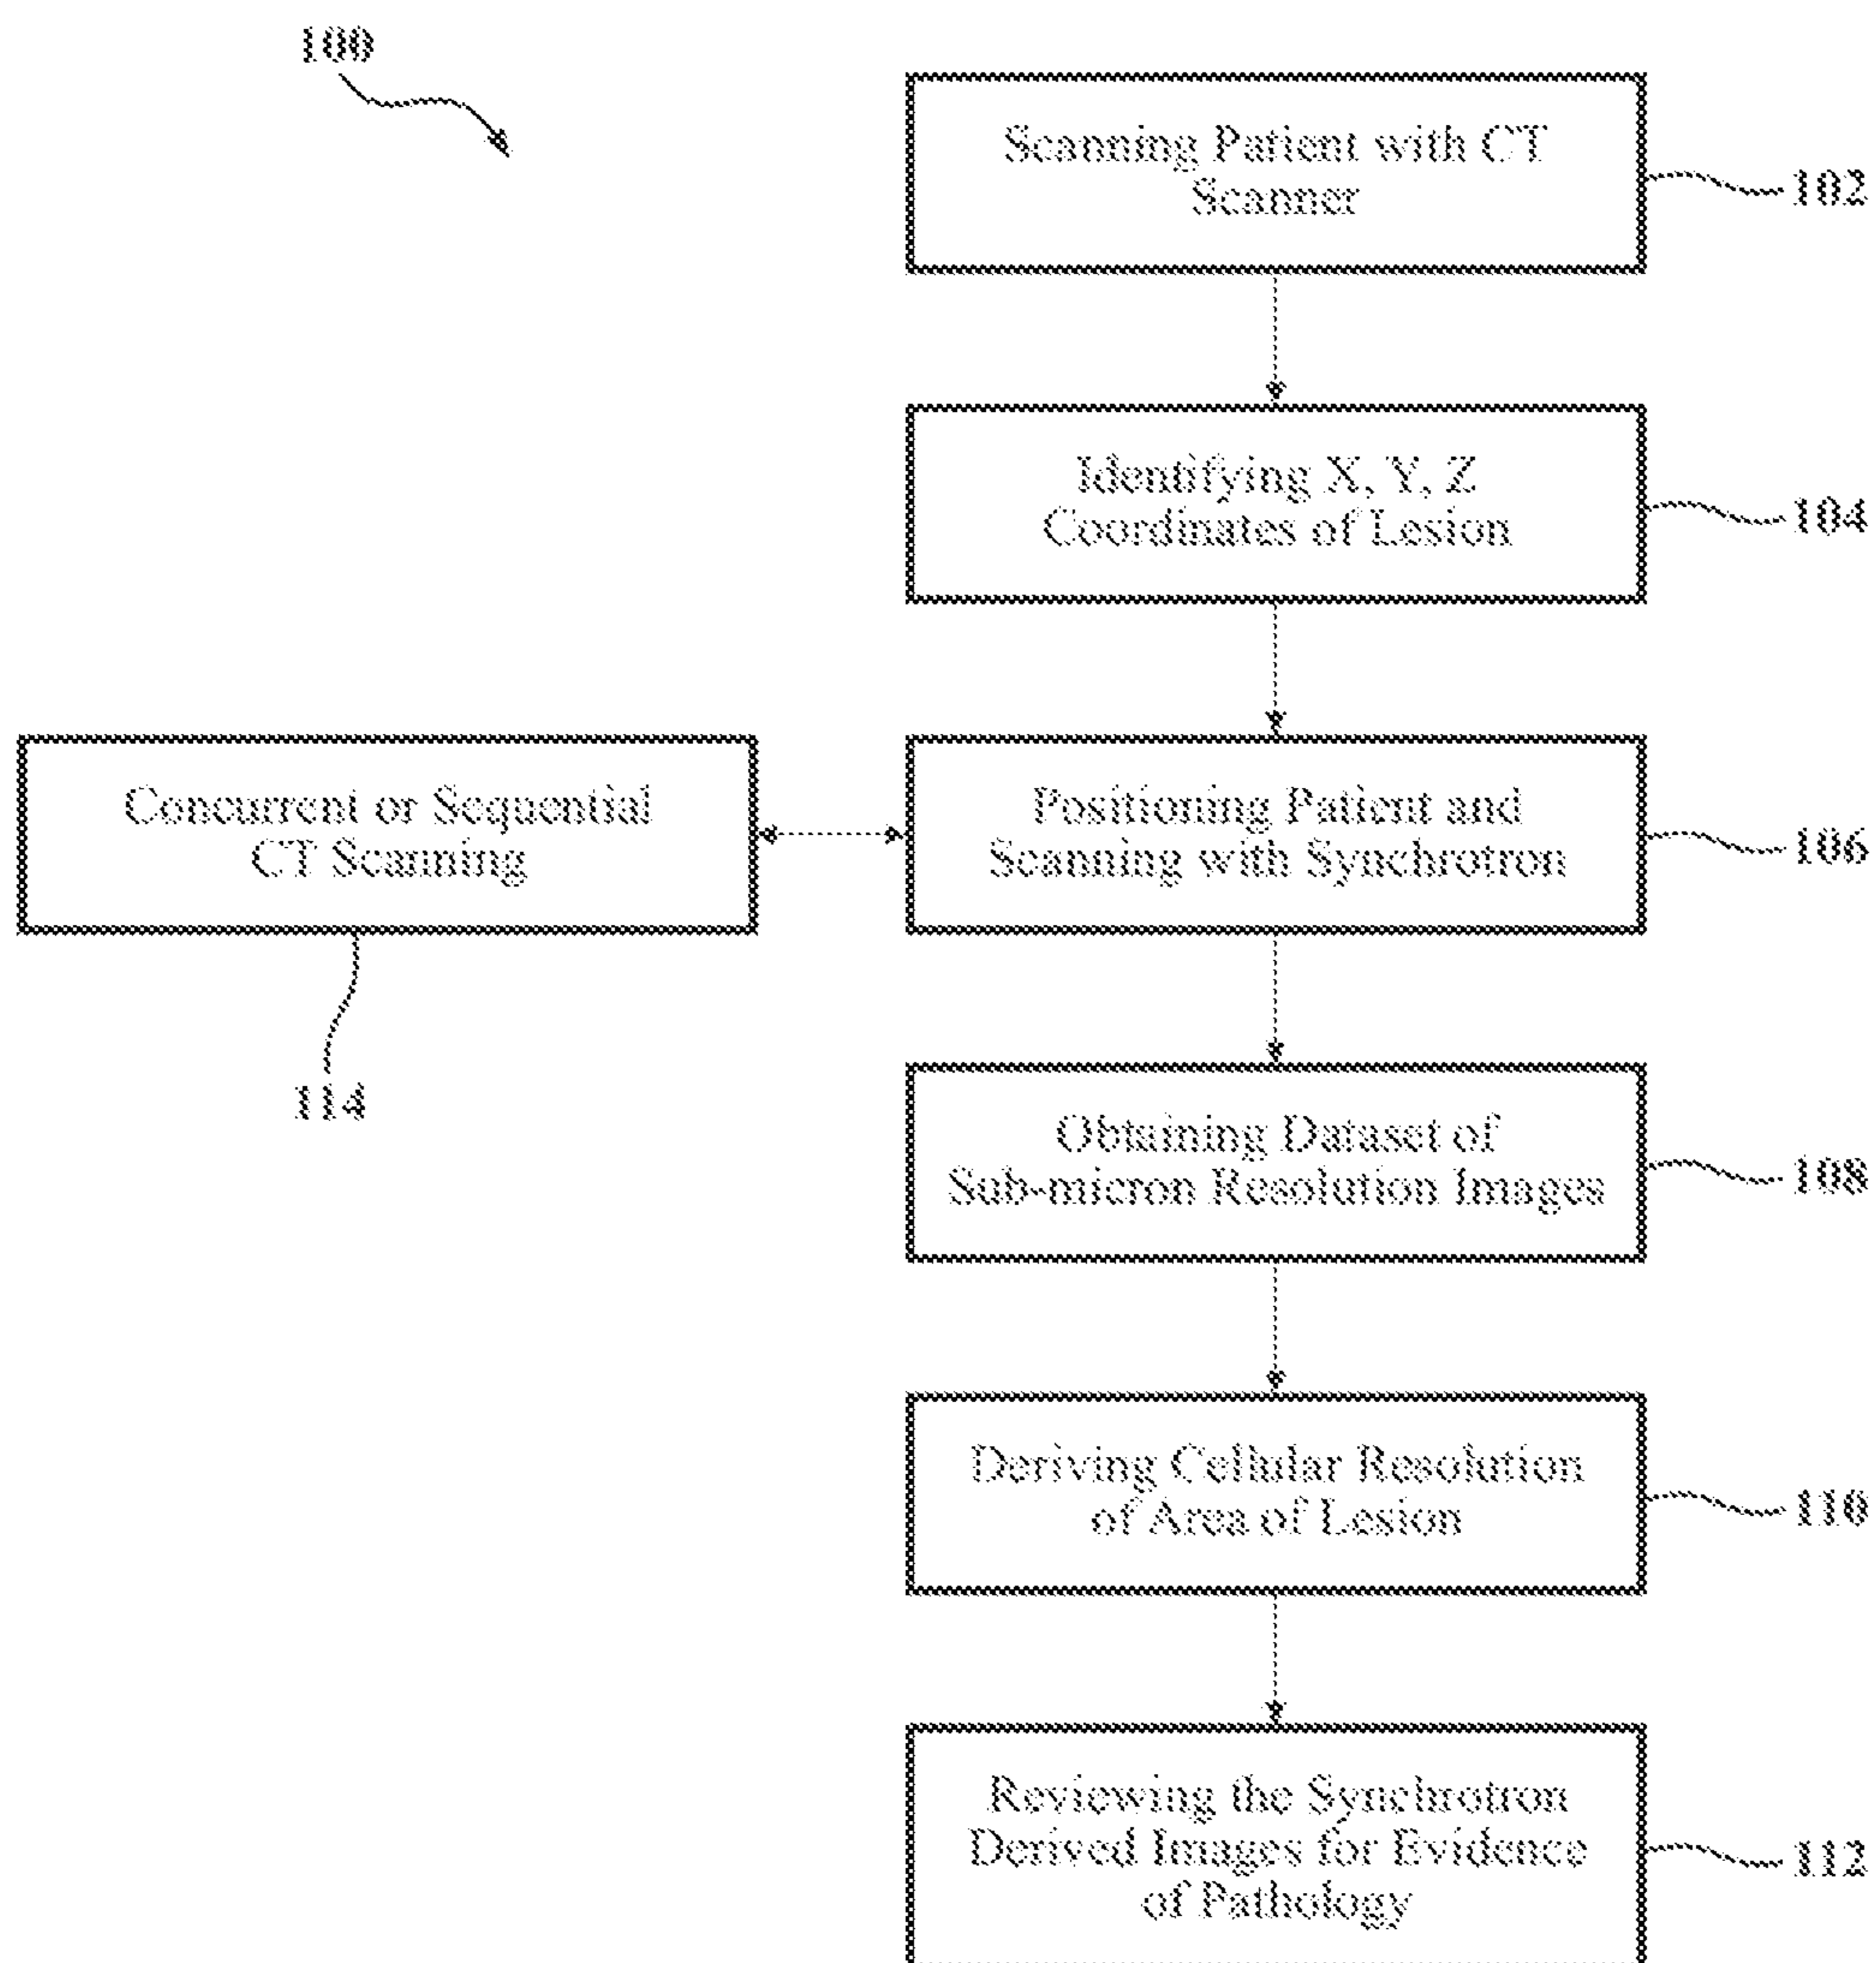 100
Scanning Patient with CT
Scanner
102
Identifying X, Y, Z
Coordinates of Lesion
104
Concurrent or Sequential
CT Scanning
114
Positioning Patient and
Scanning with Synchrotron
106
Obtaining Dataset of
Sub-micron Resolution Images
108
Deriving Cellular Resolution
of Area of Lesion
110
Reviewing the Synchrotron
Derived Images for Evidence
of Pathology
112